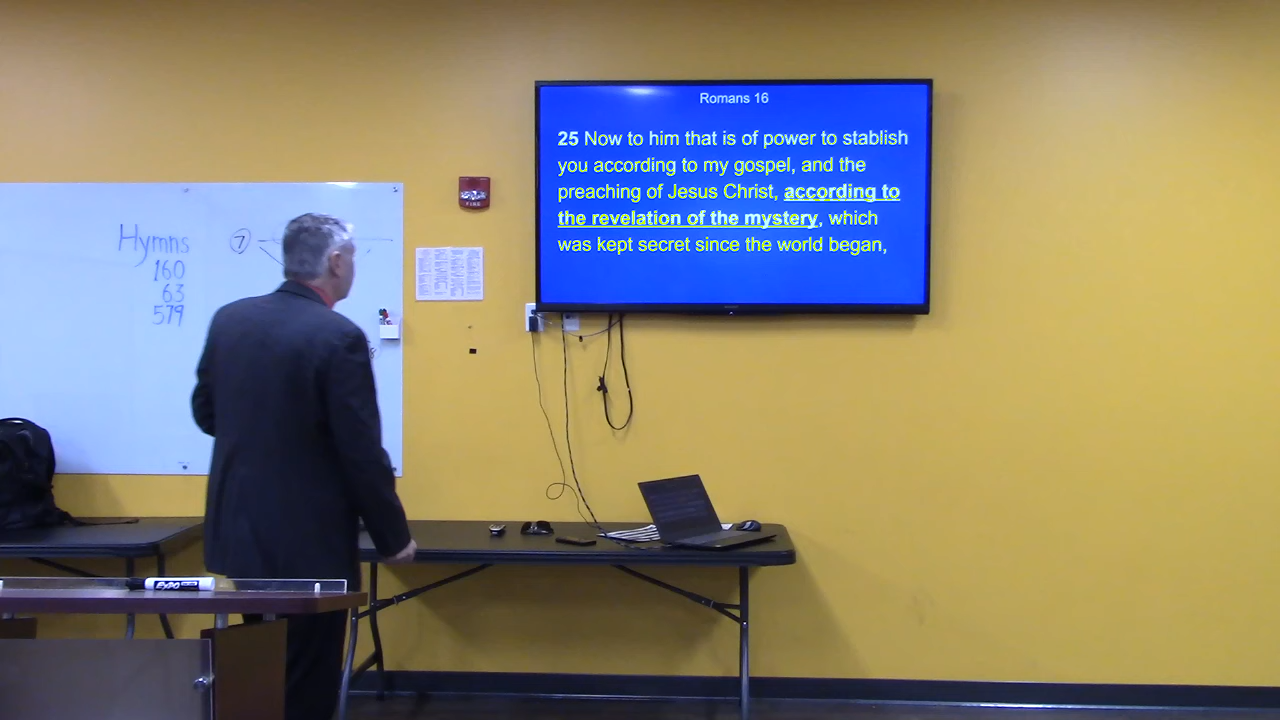 Hymns
160
63
579
7
FIRE
Romans 16
25 Now to him that is of power to stablish
you according to my gospel, and the
preaching of Jesus Christ, according to
the revelation of the mystery, which
was kept secret since the world began,
EXPO